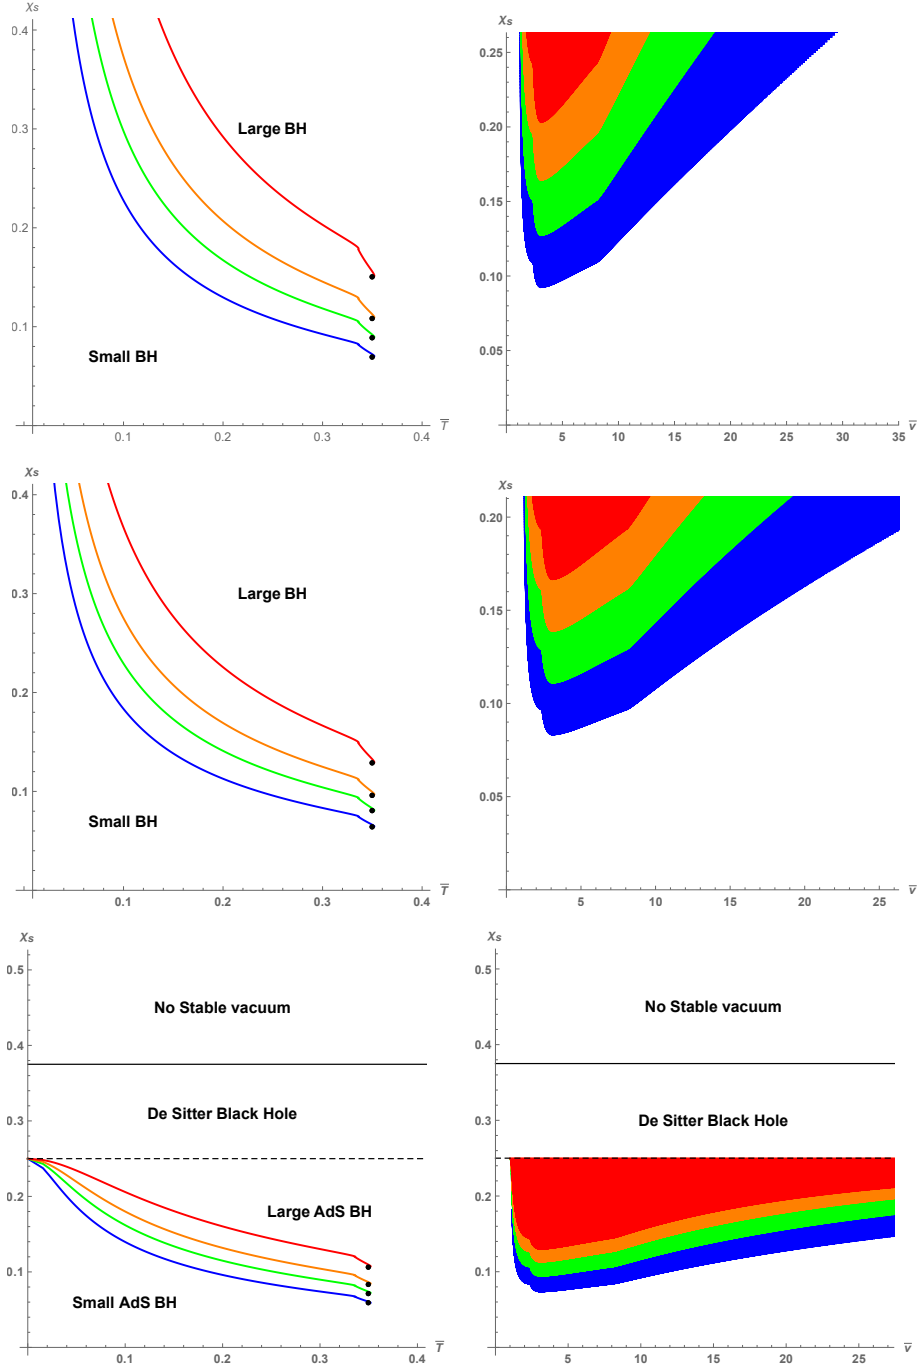 χs
χs
0.4
0.3
0.2
0.1
Large BH
Small BH
0.1
0.2
0.3
0.4
T
0.25
0.20
0.15
0.10
0.05
5
10
15
20
25
30
35
v
χs
χs
0.4
0.3
0.2
0.1
Large BH
Small BH
0.1
0.2
0.3
0.4
T
0.20
0.15
0.10
0.05
5
10
15
20
25
v
χs
χs
0.5
0.4
0.3
0.2
0.1
No Stable vacuum
De Sitter Black Hole
Large AdS BH
Small AdS BH
0.1
0.2
0.3
0.4
T
0.5
0.4
0.3
0.2
0.1
No Stable vacuum
De Sitter Black Hole
5
10
15
20
25
v